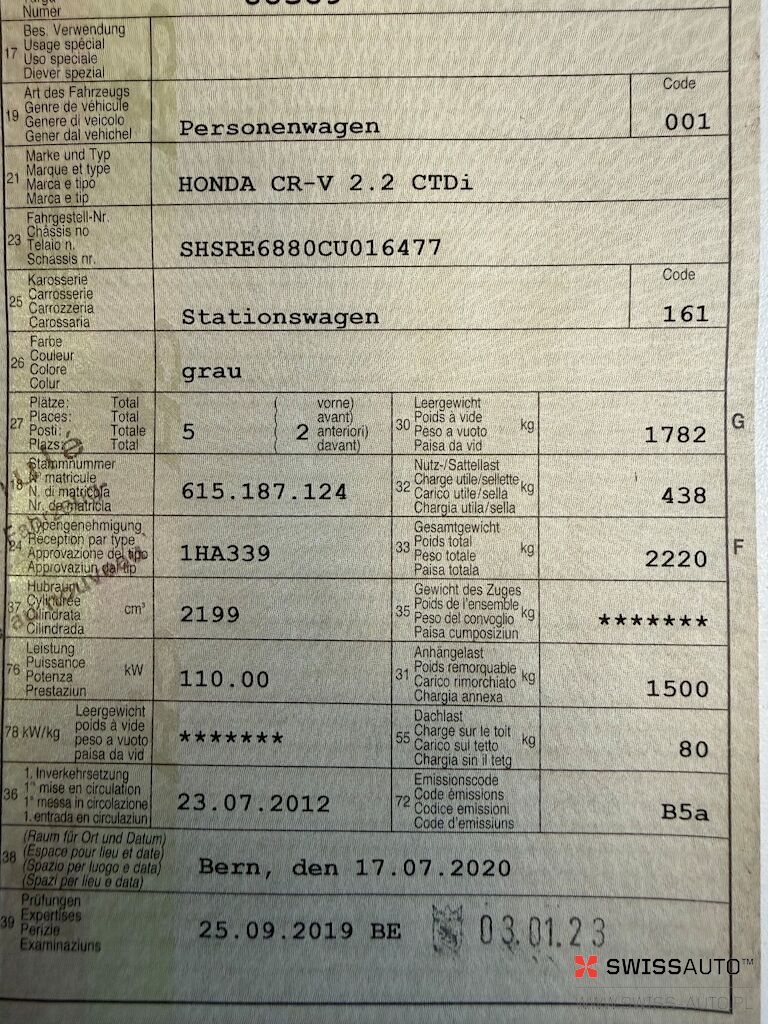 Numer
17 Bes. Verwendung
Usage spécial
Uso speciale
Diever spezial
19 Art des Fahrzeugs
Genre de véhicule
Genere di veicolo
Gener dal vehichel
Personenwagen
Code
001
21 Marke und Typ
Marque et type
Marca e tipo
Marca e tip
HONDA CR-V 2.2 CTDi
23 Fahrgestell-Nr.
Châssis no
Telaio n.
Schassis nr.
SHSRE6880CU016477
25 Karosserie
Carrosserie
Carrozzeria
Carossaria
Stationswagen
Code
161
26 Farbe
Couleur
Colore
Colur
grau
27 Plätze: Total
Places: Total
Posti: Totale
Plazs: Total
5
( vorne)
( avant)
( 2 anteriori)
( davant)
30 Leergewicht
Poids à vide
Peso a vuoto
Paisa da vid
kg
1782
G
18 Stammnummer
N° matricule
N. di matricola
Nr. da matricla
615.187.124
32 Nutz-/Sattellast
Charge utile/sellette
Carico utile/sella
Chargia utila/sella
kg
438
24 Typengenehmigung
Réception par type
Approvazione del tipo
Approvaziun dal tip
1HA339
33 Gesamtgewicht
Poids total
Peso totale
Paisa totala
kg
2220
F
37 Hubraum
Cylindrée
Cilindrata
Cilindrada
cm³
2199
35 Gewicht des Zuges
Poids de l'ensemble
Peso del convoglio
Paisa cumposiziun
kg
*******
76 Leistung
Puissance
Potenza
Prestaziun
kW
110.00
31 Anhängelast
Poids remorquable
Carico rimorchiato
Chargia annexa
kg
1500
78 kW/kg
Leergewicht
poids à vide
peso a vuoto
paisa da vid
*******
55 Dachlast
Charge sur le toit
Carico sul tetto
Chargia sin il tetg
kg
80
36 1. Inverkehrsetzung
1re mise en circulation
1a messa in circolazione
1. entrada en circulaziun
23.07.2012
72 Emissionscode
Code émissions
Codice emissioni
Code d'emissiuns
B5a
38 (Raum für Ort und Datum)
(Espace pour lieu et date)
(Spazio per luogo e data)
(Spazi per lieu e data)
Bern, den 17.07.2020
39 Prüfungen
Expertises
Perizie
Examinaziuns
25.09.2019 BE
03.01.23
SWISSAUTO™
WWW.SWISS-AUTO.PL